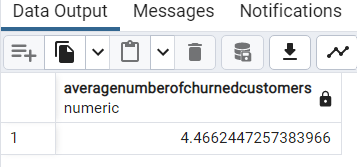 Data Output Messages Notifications
averagenumberofchurnedcustomers
numeric
1 4.4662447257383966